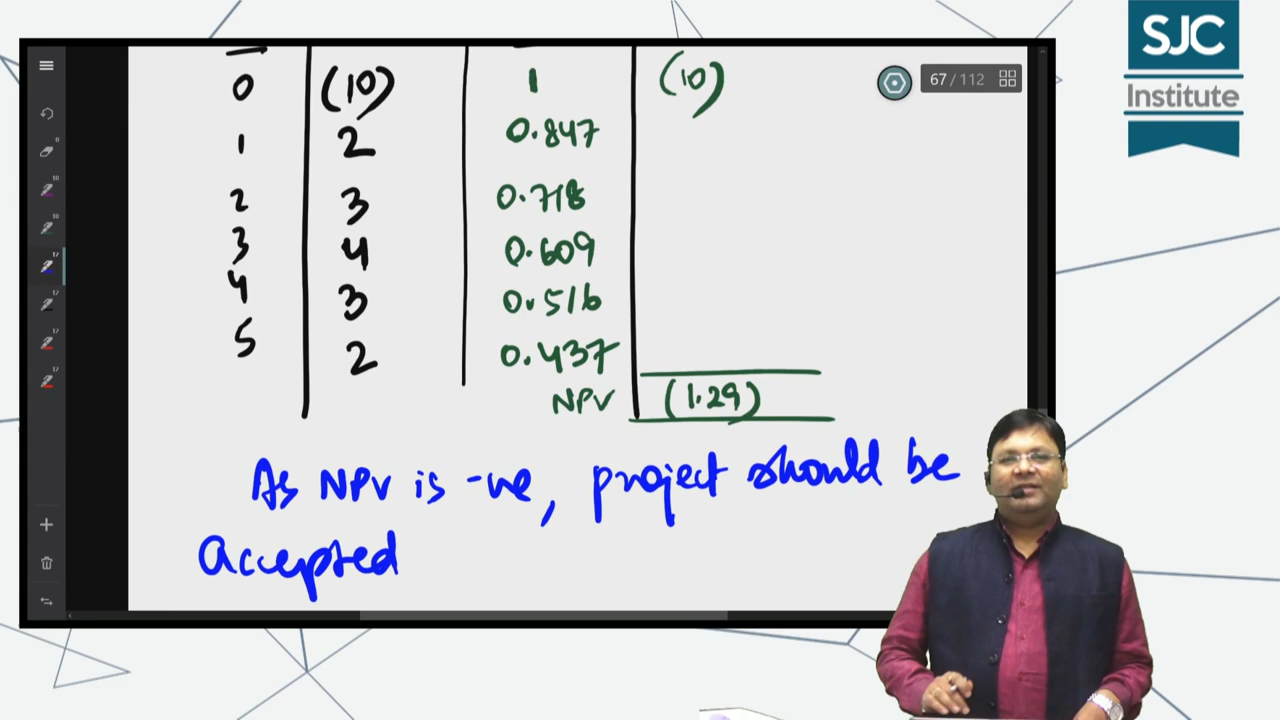 SJC
Institute
67 / 112
0 (10) 1 (10)
1 2 0.847
2 3 0.718
3 4 0.609
4 3 0.516
5 2 0.437
NPV (1.29)
As NPV is -ve, project should be
accepted